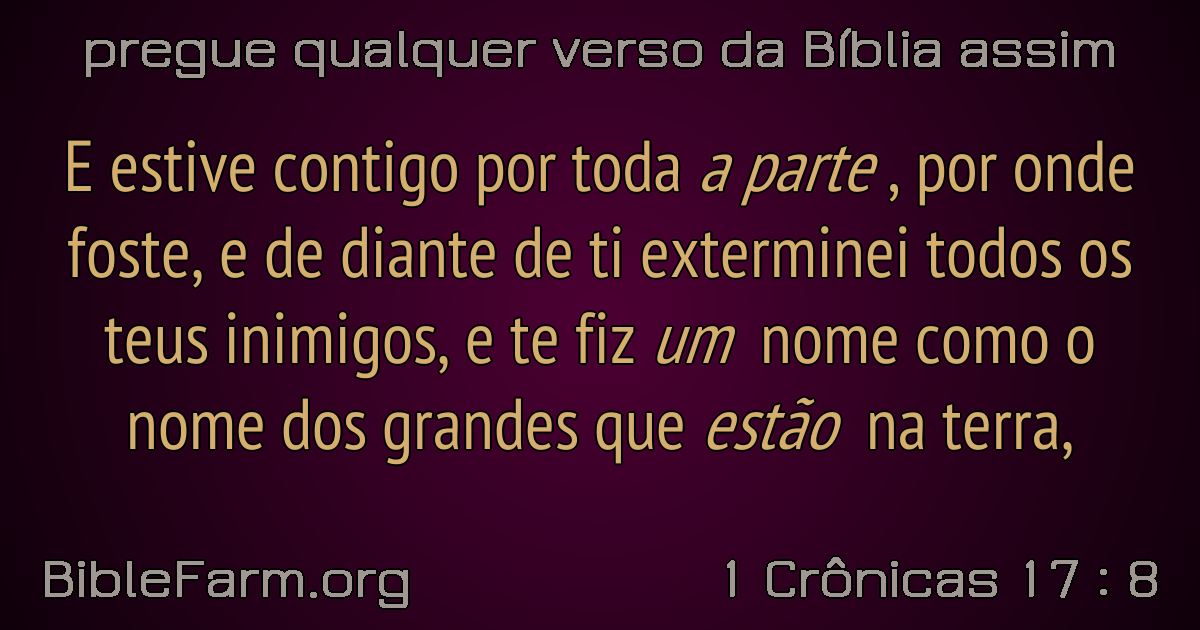 pregue qualquer verso da Bíblia assim
E estive contigo por toda a parte , por onde
foste, e de diante de ti exterminei todos os
teus inimigos, e te fiz um nome como o
nome dos grandes que estão na terra,
BibleFarm.org
1 Crônicas 17 : 8